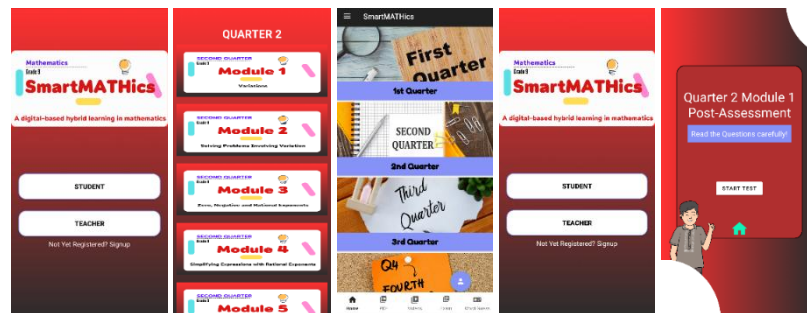 Mathematics
Grade 9
SmartMATHics
A digital-based hybrid learning in mathematics
STUDENT
TEACHER
Not Yet Registered? Signup
QUARTER 2
SECOND QUARTER
Grade 9
Module 1
Variations
SECOND QUARTER
Grade 9
Module 2
Solving Problems Involving Variation
SECOND QUARTER
Grade 9
Module 3
Zero, Negative and Rational Exponents
SECOND QUARTER
Grade 9
Module 4
Simplifying Expressions with Rational Exponents
SECOND QUARTER
Module 5
SmartMATHics
First
Quarter
1st Quarter
SECOND
QUARTER
2nd Quarter
Third
Quarter
3rd Quarter
Q4
FOURTH
Home
Mathematics
Grade 9
SmartMATHics
A digital-based hybrid learning in mathematics
STUDENT
TEACHER
Not Yet Registered? Signup
Quarter 2 Module 1
Post-Assessment
Read the Questions carefully!
START TEST